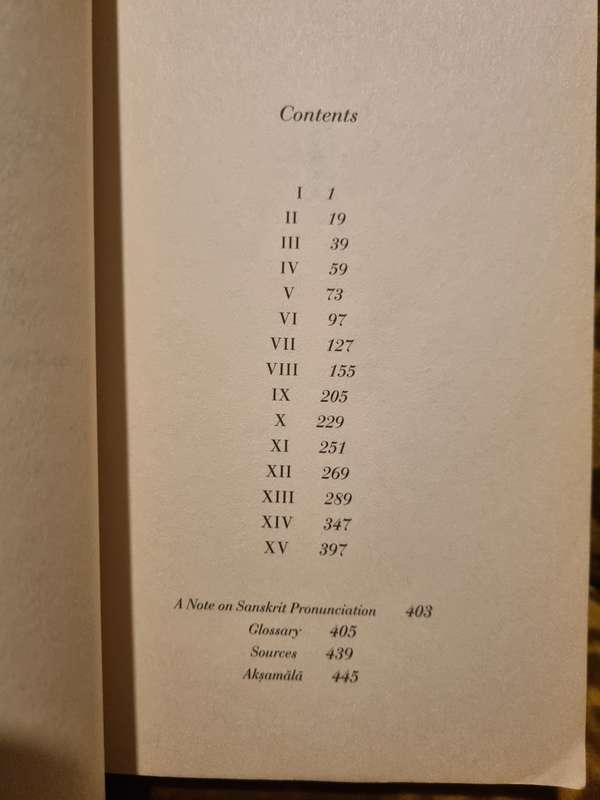 Contents
I 1
II 19
III 39
IV 59
V 73
VI 97
VII 127
VIII 155
IX 205
X 229
XI 251
XII 269
XIII 289
XIV 347
XV 397
A Note on Sanskrit Pronunciation 403
Glossary 405
Sources 439
Akṣamālā 445